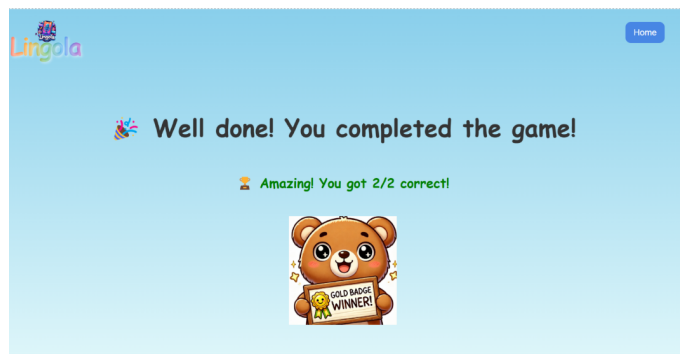 Lingola
Home
🎉 Well done! You completed the game!
🏆 Amazing! You got 2/2 correct!
GOLD BADGE
WINNER!